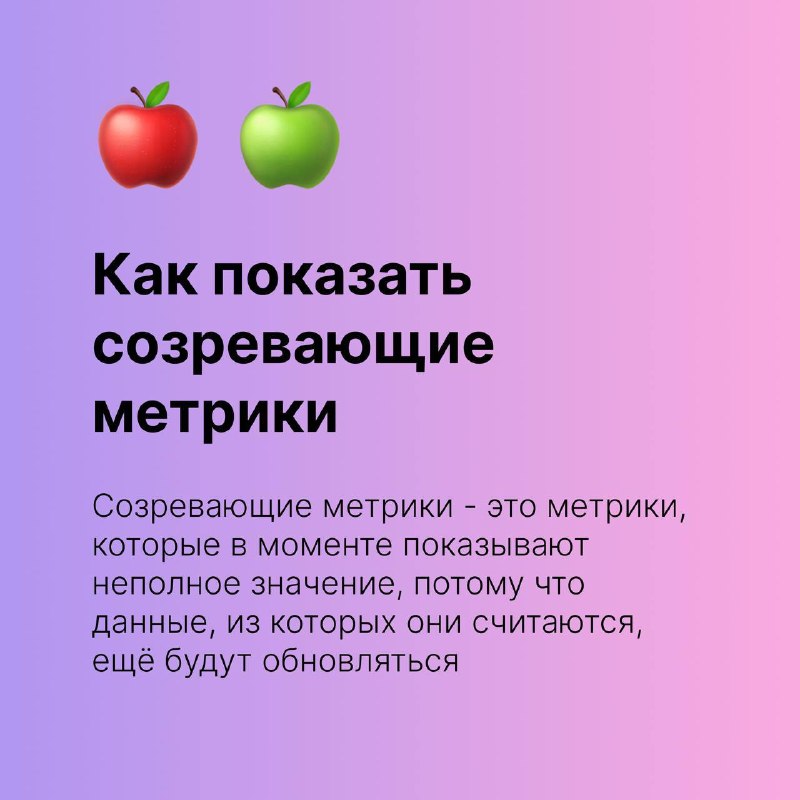 Как показать
созревающие
метрики
Созревающие метрики - это метрики,
которые в моменте показывают
неполное значение, потому что
данные, из которых они считаются,
ещё будут обновляться